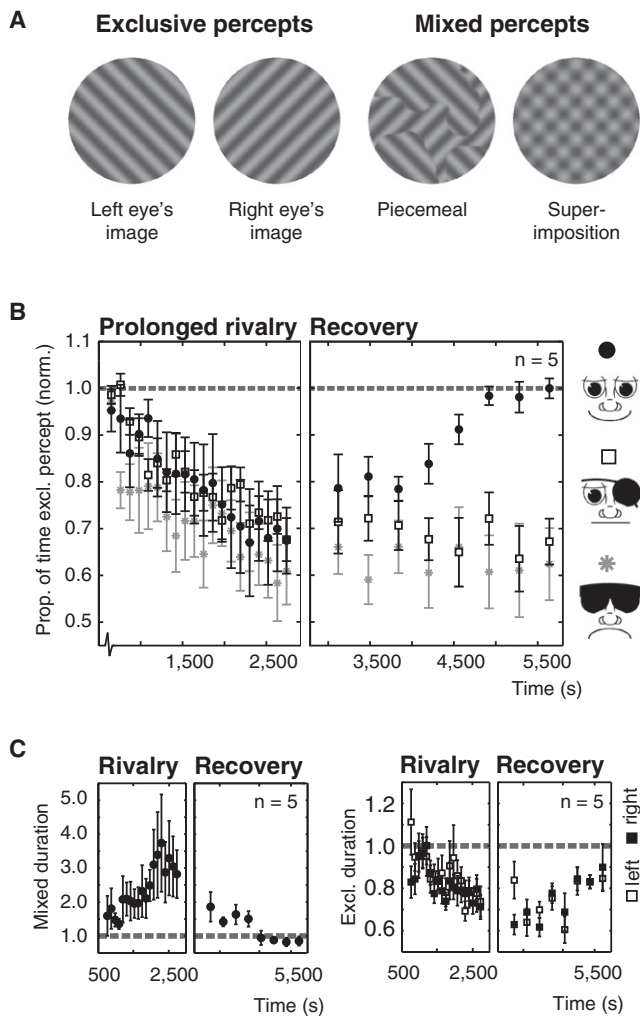 A
Exclusive percepts
Mixed percepts
Left eye's
image
Right eye's
image
Piecemeal
Super-
imposition
B
Prolonged rivalry
Recovery
n = 5
Prop. of time excl. percept (norm.)
1.1
1.0
0.9
0.8
0.7
0.6
0.5
1,500
2,500
3,500
4,500
5,500
Time (s)
C
Rivalry
Recovery
n = 5
Mixed duration
5.0
4.0
3.0
2.0
1.0
500
2,500
5,500
Time (s)
Rivalry
Recovery
n = 5
Excl. duration
1.2
1.0
0.8
0.6
500
2,500
5,500
Time (s)
left
right